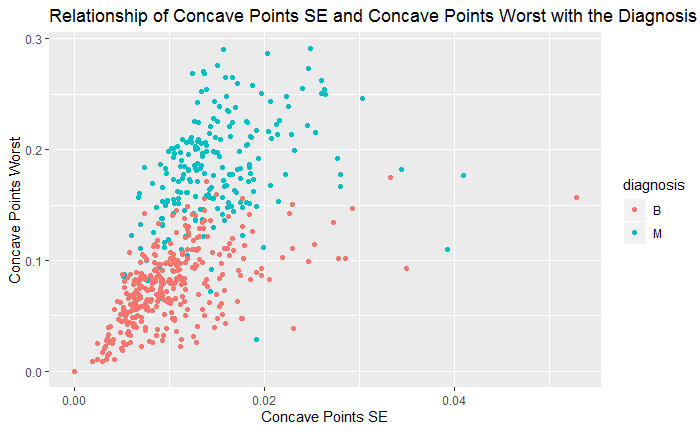 Relationship of Concave Points SE and Concave Points Worst with the Diagnosis
0.3
0.2
0.1
0.0
Concave Points Worst
0.00
0.02
0.04
Concave Points SE
diagnosis
B
M